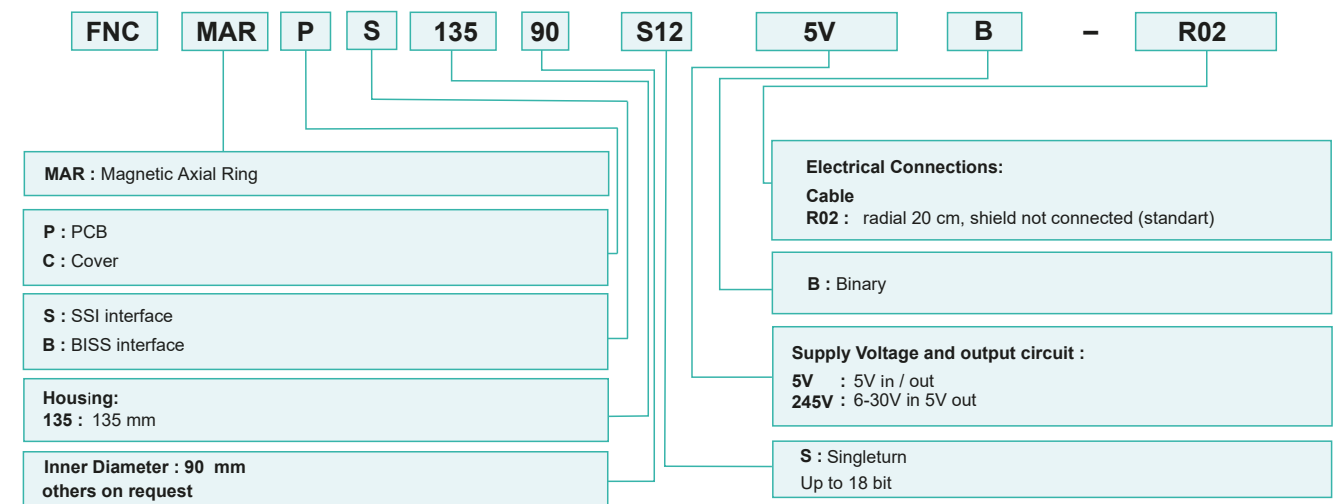 FNC MAR P S 135 90 S12 5V B – R02
MAR : Magnetic Axial Ring
P : PCB
C : Cover
S : SSI interface
B : BISS interface
Housing:
135 : 135 mm
Inner Diameter : 90 mm
others on request
Electrical Connections:
Cable
R02 : radial 20 cm, shield not connected (standart)
B : Binary
Supply Voltage and output circuit :
5V : 5V in / out
245V : 6-30V in 5V out
S : Singleturn
Up to 18 bit